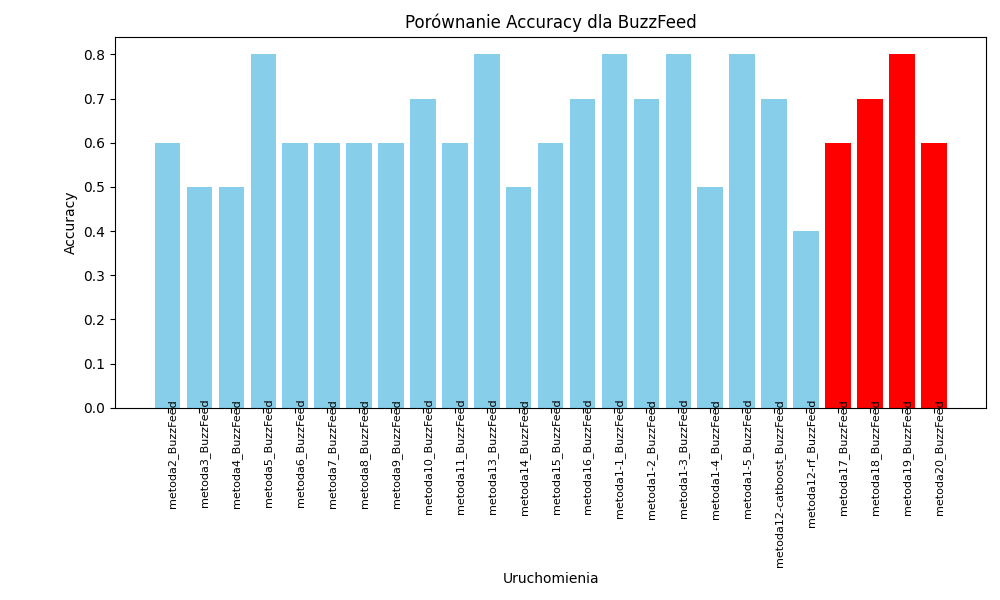 Porównanie Accuracy dla BuzzFeed
Accuracy
0.8
0.7
0.6
0.5
0.4
0.3
0.2
0.1
0.0
metoda2_BuzzFeed
metoda3_BuzzFeed
metoda4_BuzzFeed
metoda5_BuzzFeed
metoda6_BuzzFeed
metoda7_BuzzFeed
metoda8_BuzzFeed
metoda9_BuzzFeed
metoda10_BuzzFeed
metoda11_BuzzFeed
metoda13_BuzzFeed
metoda14_BuzzFeed
metoda15_BuzzFeed
metoda16_BuzzFeed
metoda1-1_BuzzFeed
metoda1-2_BuzzFeed
metoda1-3_BuzzFeed
metoda1-4_BuzzFeed
metoda1-5_BuzzFeed
metoda12-catboost_BuzzFeed
metoda12-rf_BuzzFeed
metoda17_BuzzFeed
metoda18_BuzzFeed
metoda19_BuzzFeed
metoda20_BuzzFeed
Uruchomienia